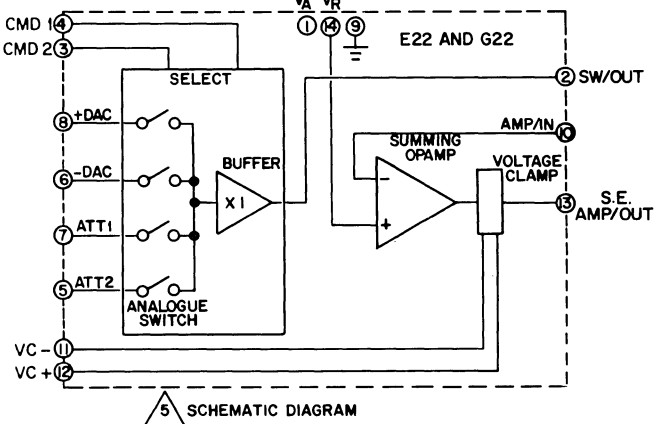 VA VR
CMD 1 4
1 14 9
CMD 2 3
E22 AND G22
SELECT
2 SW/OUT
8 +DAC
AMP/IN 10
SUMMING
OPAMP
BUFFER
VOLTAGE
CLAMP
6 -DAC
-
X1
S.E.
13 AMP/OUT
7 ATT1
+
5 ATT2
ANALOGUE
SWITCH
VC - 11
VC + 12
5 SCHEMATIC DIAGRAM